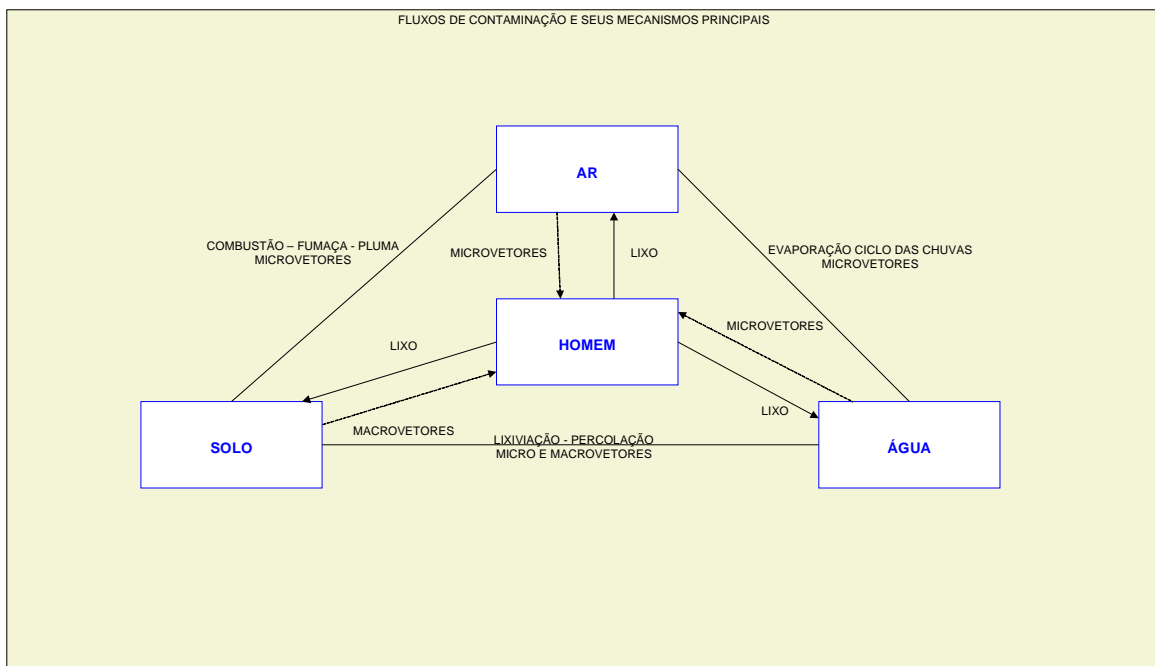 FLUXOS DE CONTAMINAÇÃO E SEUS MECANISMOS PRINCIPAIS
AR
COMBUSTÃO – FUMAÇA - PLUMA
MICROVETORES
MICROVETORES
LIXO
EVAPORAÇÃO CICLO DAS CHUVAS
MICROVETORES
LIXO
HOMEM
MICROVETORES
LIXO
MACROVETORES
SOLO
LIXIVIAÇÃO - PERCOLAÇÃO
MICRO E MACROVETORES
ÁGUA